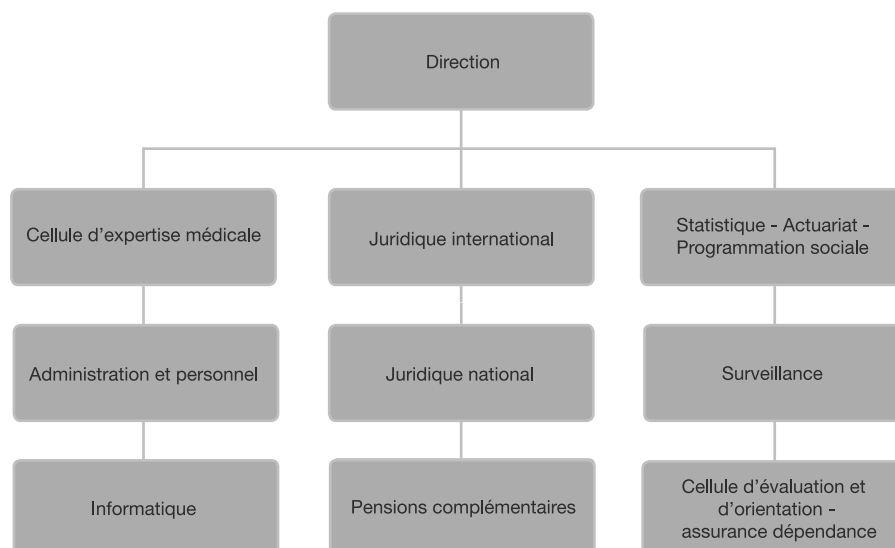 Direction
Cellule d'expertise médicale
Juridique international
Statistique - Actuariat -
Programmation sociale
Administration et personnel
Juridique national
Surveillance
Informatique
Pensions complémentaires
Cellule d'évaluation et
d'orientation -
assurance dépendance